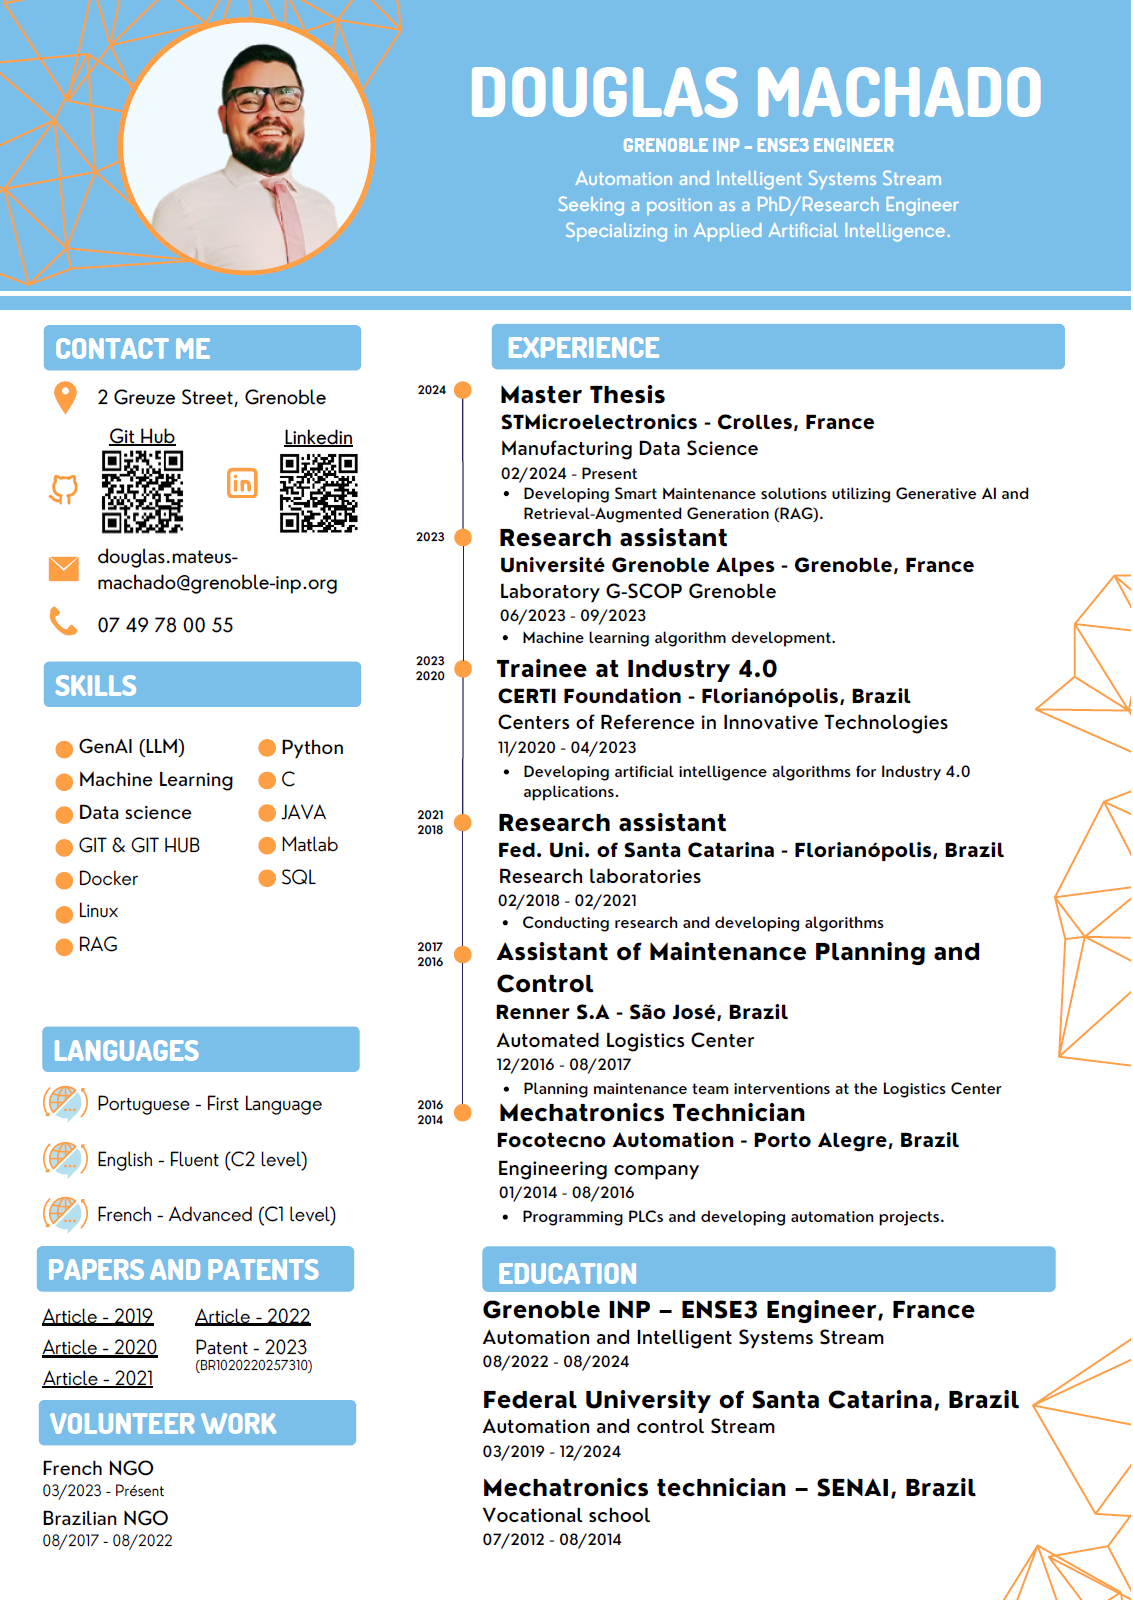 DOUGLAS MACHADO
GRENOBLE INP – ENSE3 ENGINEER
Automation and Intelligent Systems Stream
Seeking a position as a PhD/Research Engineer
Specializing in Applied Artificial Intelligence.
CONTACT ME
2 Greuze Street, Grenoble
Git Hub
Linkedin
in
douglas.mateus-
machado@grenoble-inp.org
07 49 78 00 55
SKILLS
GenAI (LLM)
Machine Learning
Data science
GIT & GIT HUB
Docker
Linux
RAG
Python
C
JAVA
Matlab
SQL
LANGUAGES
Portuguese - First Language
English - Fluent (C2 level)
French - Advanced (C1 level)
PAPERS AND PATENTS
Article - 2019
Article - 2020
Article - 2021
Article - 2022
Patent - 2023
(BR1020220257310)
VOLUNTEER WORK
French NGO
03/2023 - Présent
Brazilian NGO
08/2017 - 08/2022
EXPERIENCE
2024
Master Thesis
STMicroelectronics - Crolles, France
Manufacturing Data Science
02/2024 - Present
• Developing Smart Maintenance solutions utilizing Generative AI and
Retrieval-Augmented Generation (RAG).
2023
Research assistant
Université Grenoble Alpes - Grenoble, France
Laboratory G-SCOP Grenoble
06/2023 - 09/2023
• Machine learning algorithm development.
2023
2020
Trainee at Industry 4.0
CERTI Foundation - Florianópolis, Brazil
Centers of Reference in Innovative Technologies
11/2020 - 04/2023
• Developing artificial intelligence algorithms for Industry 4.0
applications.
2021
2018
Research assistant
Fed. Uni. of Santa Catarina - Florianópolis, Brazil
Research laboratories
02/2018 - 02/2021
• Conducting research and developing algorithms
2017
2016
Assistant of Maintenance Planning and
Control
Renner S.A - São José, Brazil
Automated Logistics Center
12/2016 - 08/2017
• Planning maintenance team interventions at the Logistics Center
2016
2014
Mechatronics Technician
Focotecno Automation - Porto Alegre, Brazil
Engineering company
01/2014 - 08/2016
• Programming PLCs and developing automation projects.
EDUCATION
Grenoble INP – ENSE3 Engineer, France
Automation and Intelligent Systems Stream
08/2022 - 08/2024
Federal University of Santa Catarina, Brazil
Automation and control Stream
03/2019 - 12/2024
Mechatronics technician – SENAI, Brazil
Vocational school
07/2012 - 08/2014